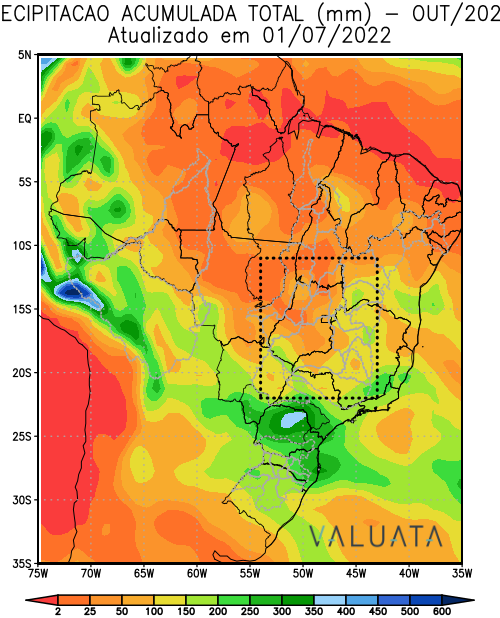 ECIPITACAO ACUMULADA TOTAL (mm) – OUT/202
Atualizado em 01/07/2022
5N
EQ
5S
10S
15S
20S
25S
30S
35S
VALUATA
75W 70W 65W 60W 55W 50W 45W 40W 35W
2 25 50 100 150 200 250 300 350 400 450 500 600